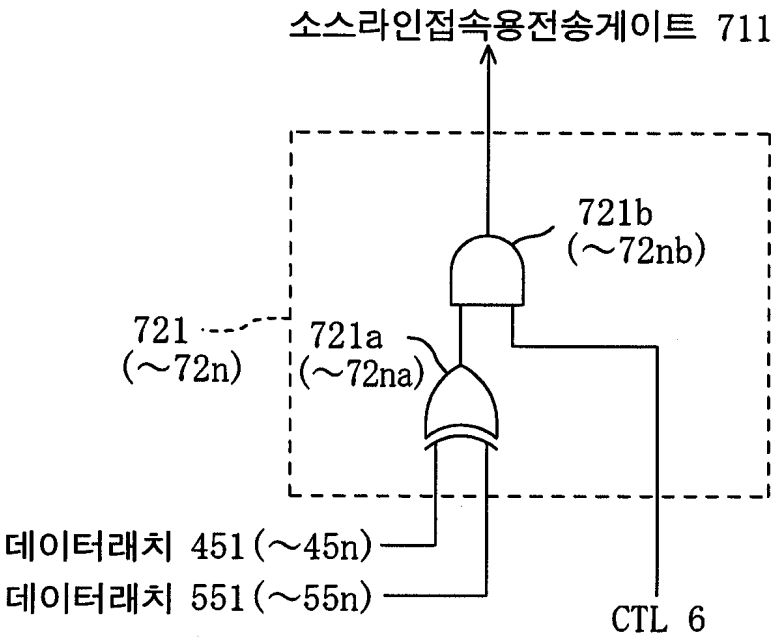 소스라인접속용전송게이트 711
721b
(～72nb)
721
(～72n)
721a
(～72na)
데이터래치 451(～45n)
데이터래치 551(～55n)
CTL 6